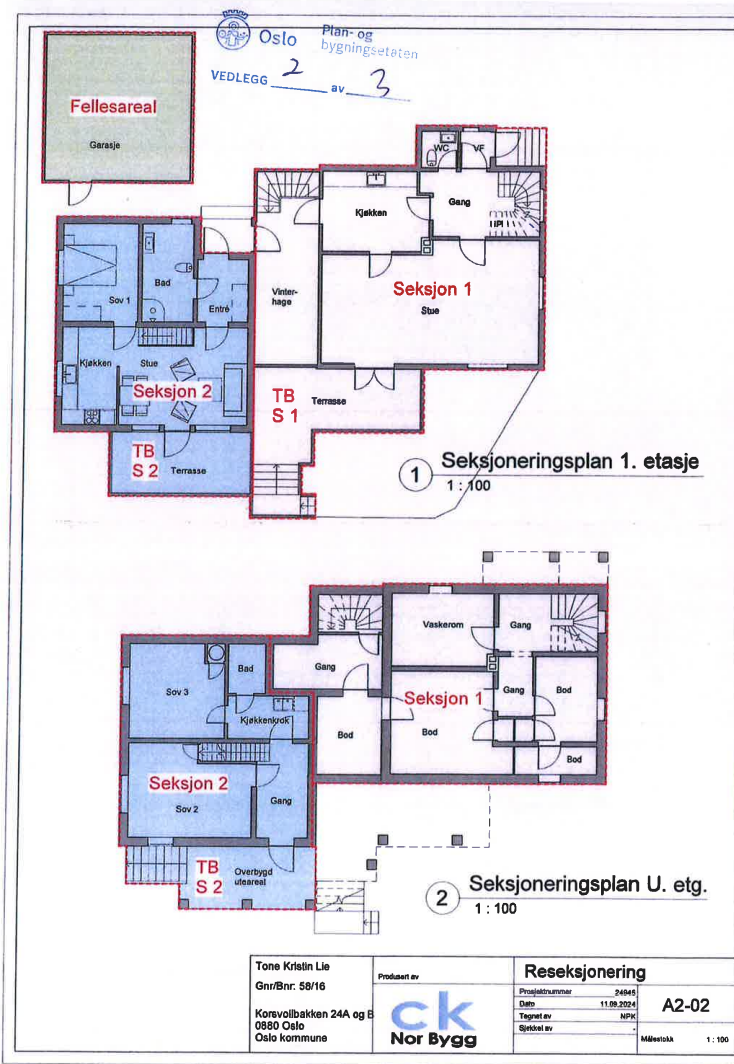 Oslo
Plan- og
bygningsetaten
VEDLEGG 2 av 3
Fellesareal
Garasje
WC
VF
Kjøkken
Gang
Sov 1
Bad
Entré
Vinter-
hage
Seksjon 1
Stue
Kjøkken
Stue
Seksjon 2
TB
S 1
Terrasse
TB
S 2
Terrasse
1
Seksjoneringsplan 1. etasje
1 : 100
Vaskerom
Gang
Gang
Bad
Sov 3
Kjøkkenkrok
Seksjon 1
Gang
Bod
Bod
Bod
Bod
Seksjon 2
Sov 2
Gang
TB
S 2
Overbygd
uteareal
2
Seksjoneringsplan U. etg.
1 : 100
Tone Kristin Lie
Gnr/Bnr: 58/16
Korsvollbakken 24A og B
0880 Oslo
Oslo kommune
Produsert av
ck
Nor Bygg
Reseksjonering
Prosjektnummer 24945
Dato 11.09.2024
Tegnet av NPK
Sjekket av -
A2-02
Målestokk 1 : 100